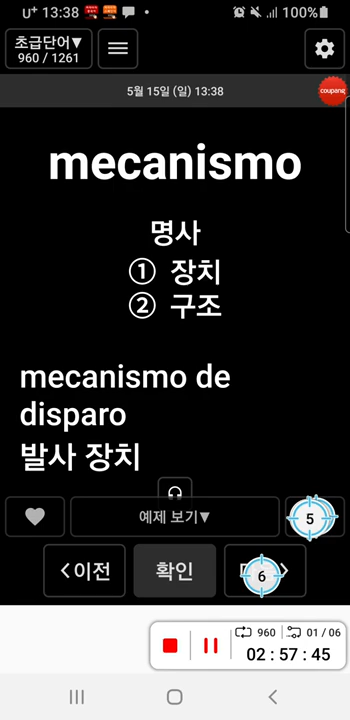 U+ 13:38 100%
초급단어▼
960 / 1261
5월 15일 (일) 13:38
coupang
mecanismo
명사
① 장치
② 구조
mecanismo de
disparo
발사 장치
예제 보기▼
5
<이전
확인
6
>
960 01 / 06
02 : 57 : 45